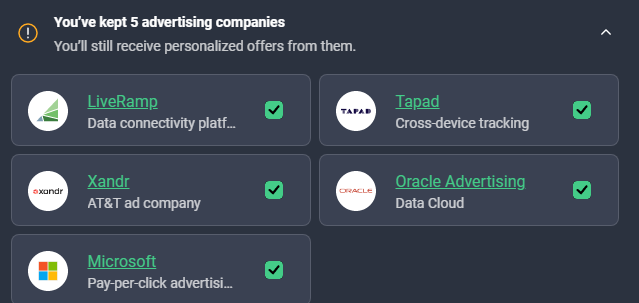 You've kept 5 advertising companies
You'll still receive personalized offers from them.
LiveRamp
Data connectivity platf...
TAPAD
Tapad
Cross-device tracking
xandr
Xandr
AT&T ad company
ORACLE
Oracle Advertising
Data Cloud
Microsoft
Pay-per-click advertisi...